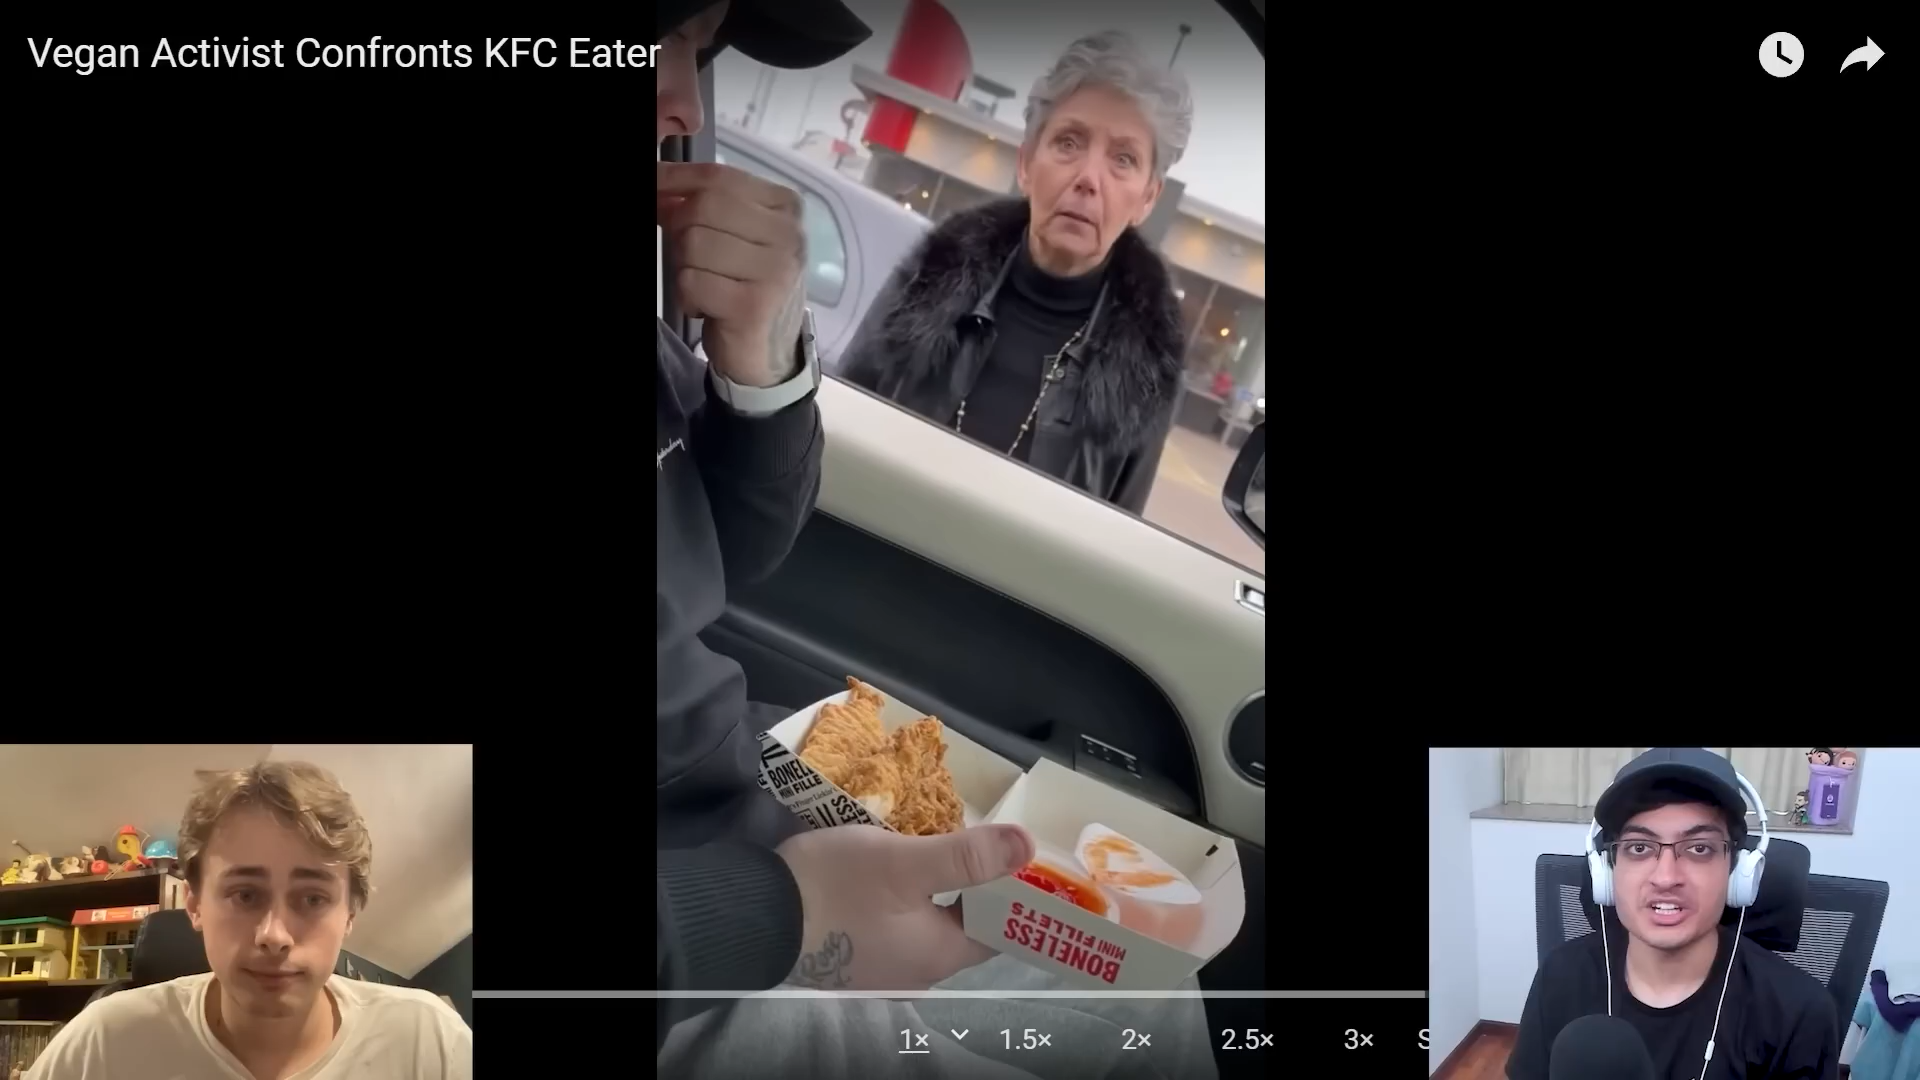 Vegan Activist Confronts KFC Eater
BONELESS
MINI FILLETS
1× 1.5× 2× 2.5× 3× S